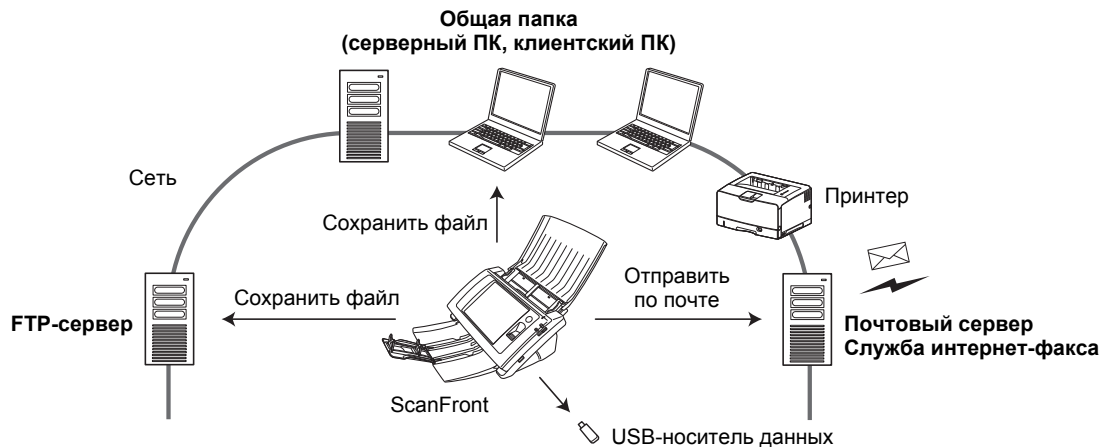 Общая папка
(серверный ПК, клиентский ПК)
Сеть
Принтер
Сохранить файл
Отправить
по почте
Сохранить файл
FTP-сервер
Почтовый сервер
Служба интернет-факса
ScanFront
USB-носитель данных